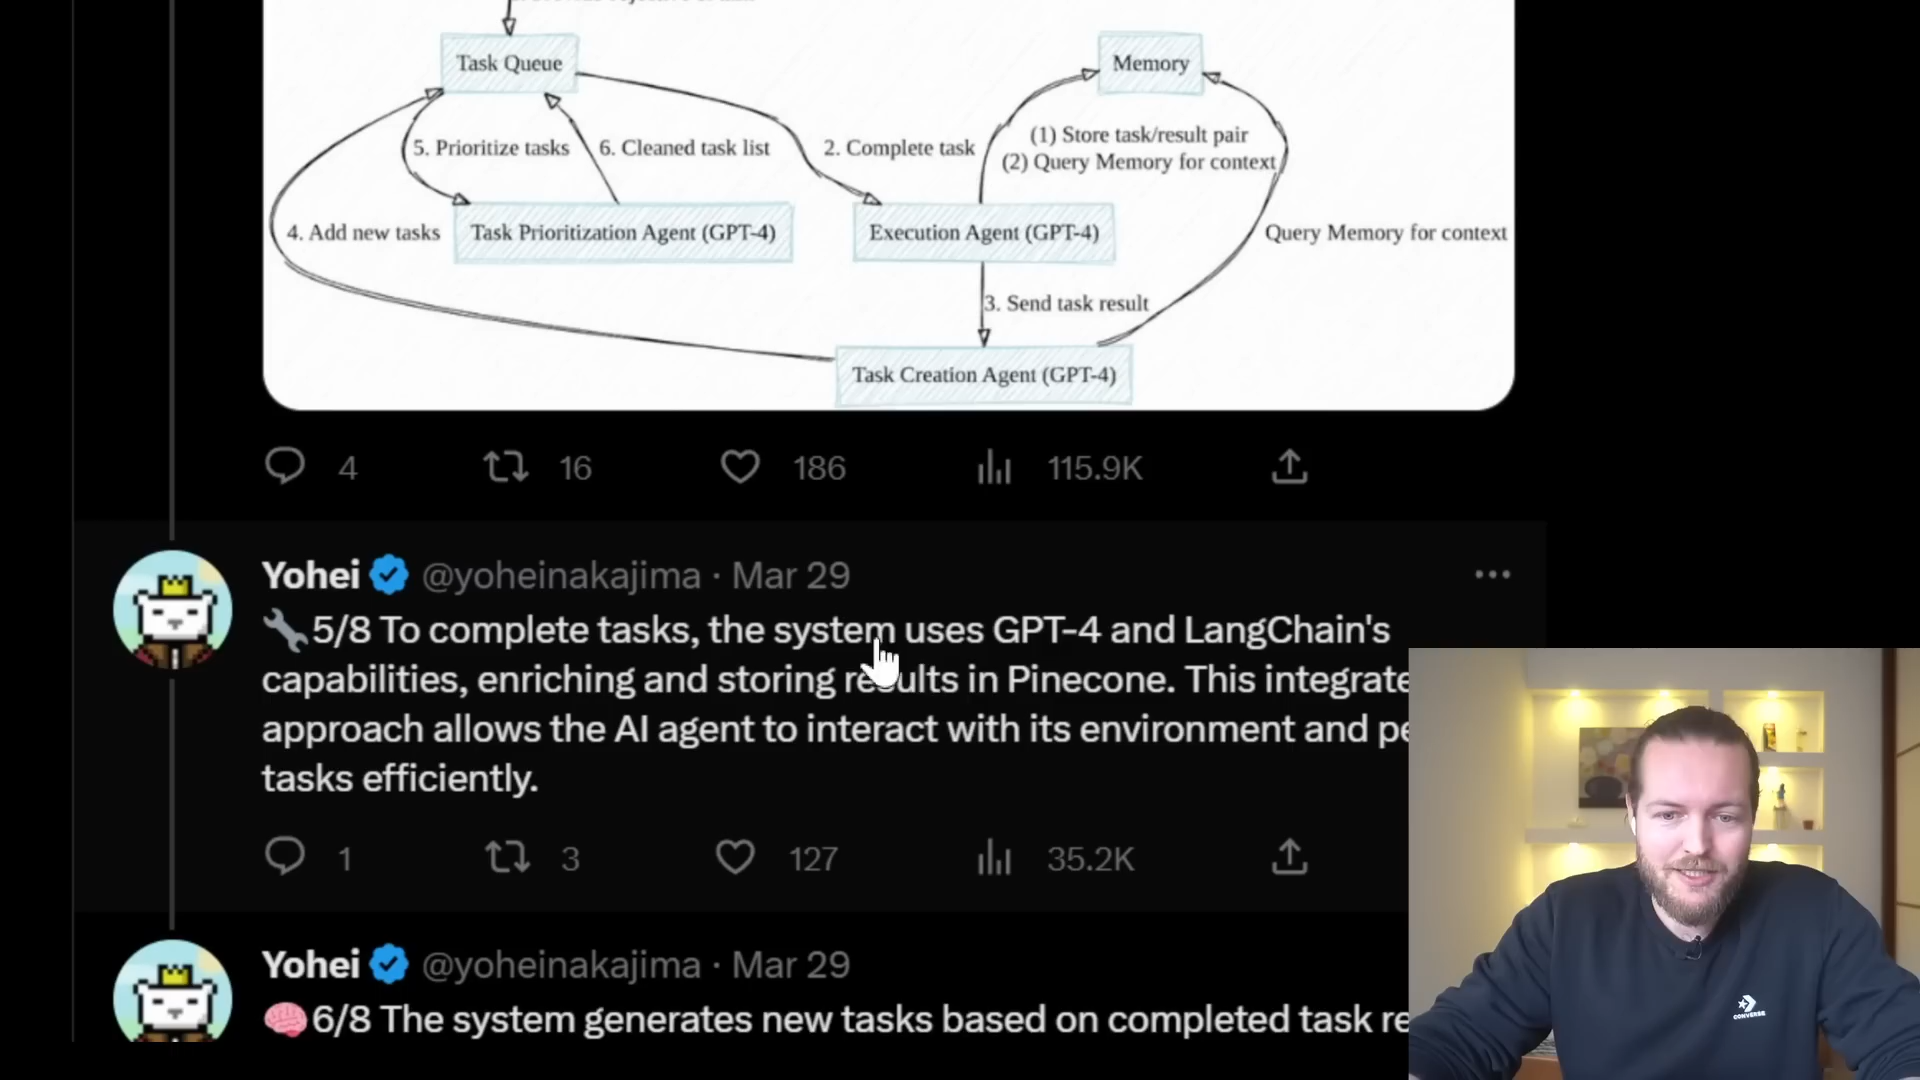 Task Queue
Memory
5. Prioritize tasks
6. Cleaned task list
2. Complete task
(1) Store task/result pair
(2) Query Memory for context
4. Add new tasks
Task Prioritization Agent (GPT-4)
Execution Agent (GPT-4)
Query Memory for context
3. Send task result
Task Creation Agent (GPT-4)
4 16 186 115.9K
Yohei @yoheinakajima · Mar 29
🔧5/8 To complete tasks, the system uses GPT-4 and LangChain's
capabilities, enriching and storing results in Pinecone. This
approach allows the AI agent to interact with its environment and
tasks efficiently.
1 3 127 35.2K
Yohei @yoheinakajima · Mar 29
🧠6/8 The system generates new tasks based on completed task
CONVERSE